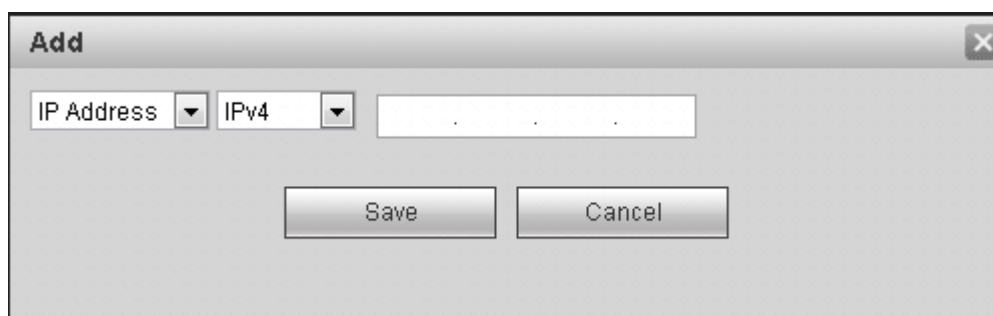 Add
IP Address IPv4 . . .
Save Cancel